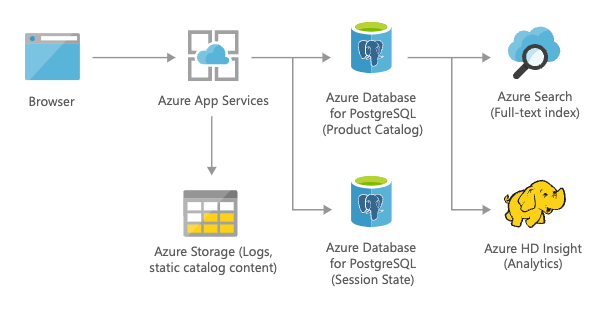 Browser
Azure App Services
Azure Database
for PostgreSQL
(Product Catalog)
Azure Search
(Full-text index)
Azure Storage (Logs,
static catalog content)
Azure Database
for PostgreSQL
(Session State)
Azure HD Insight
(Analytics)